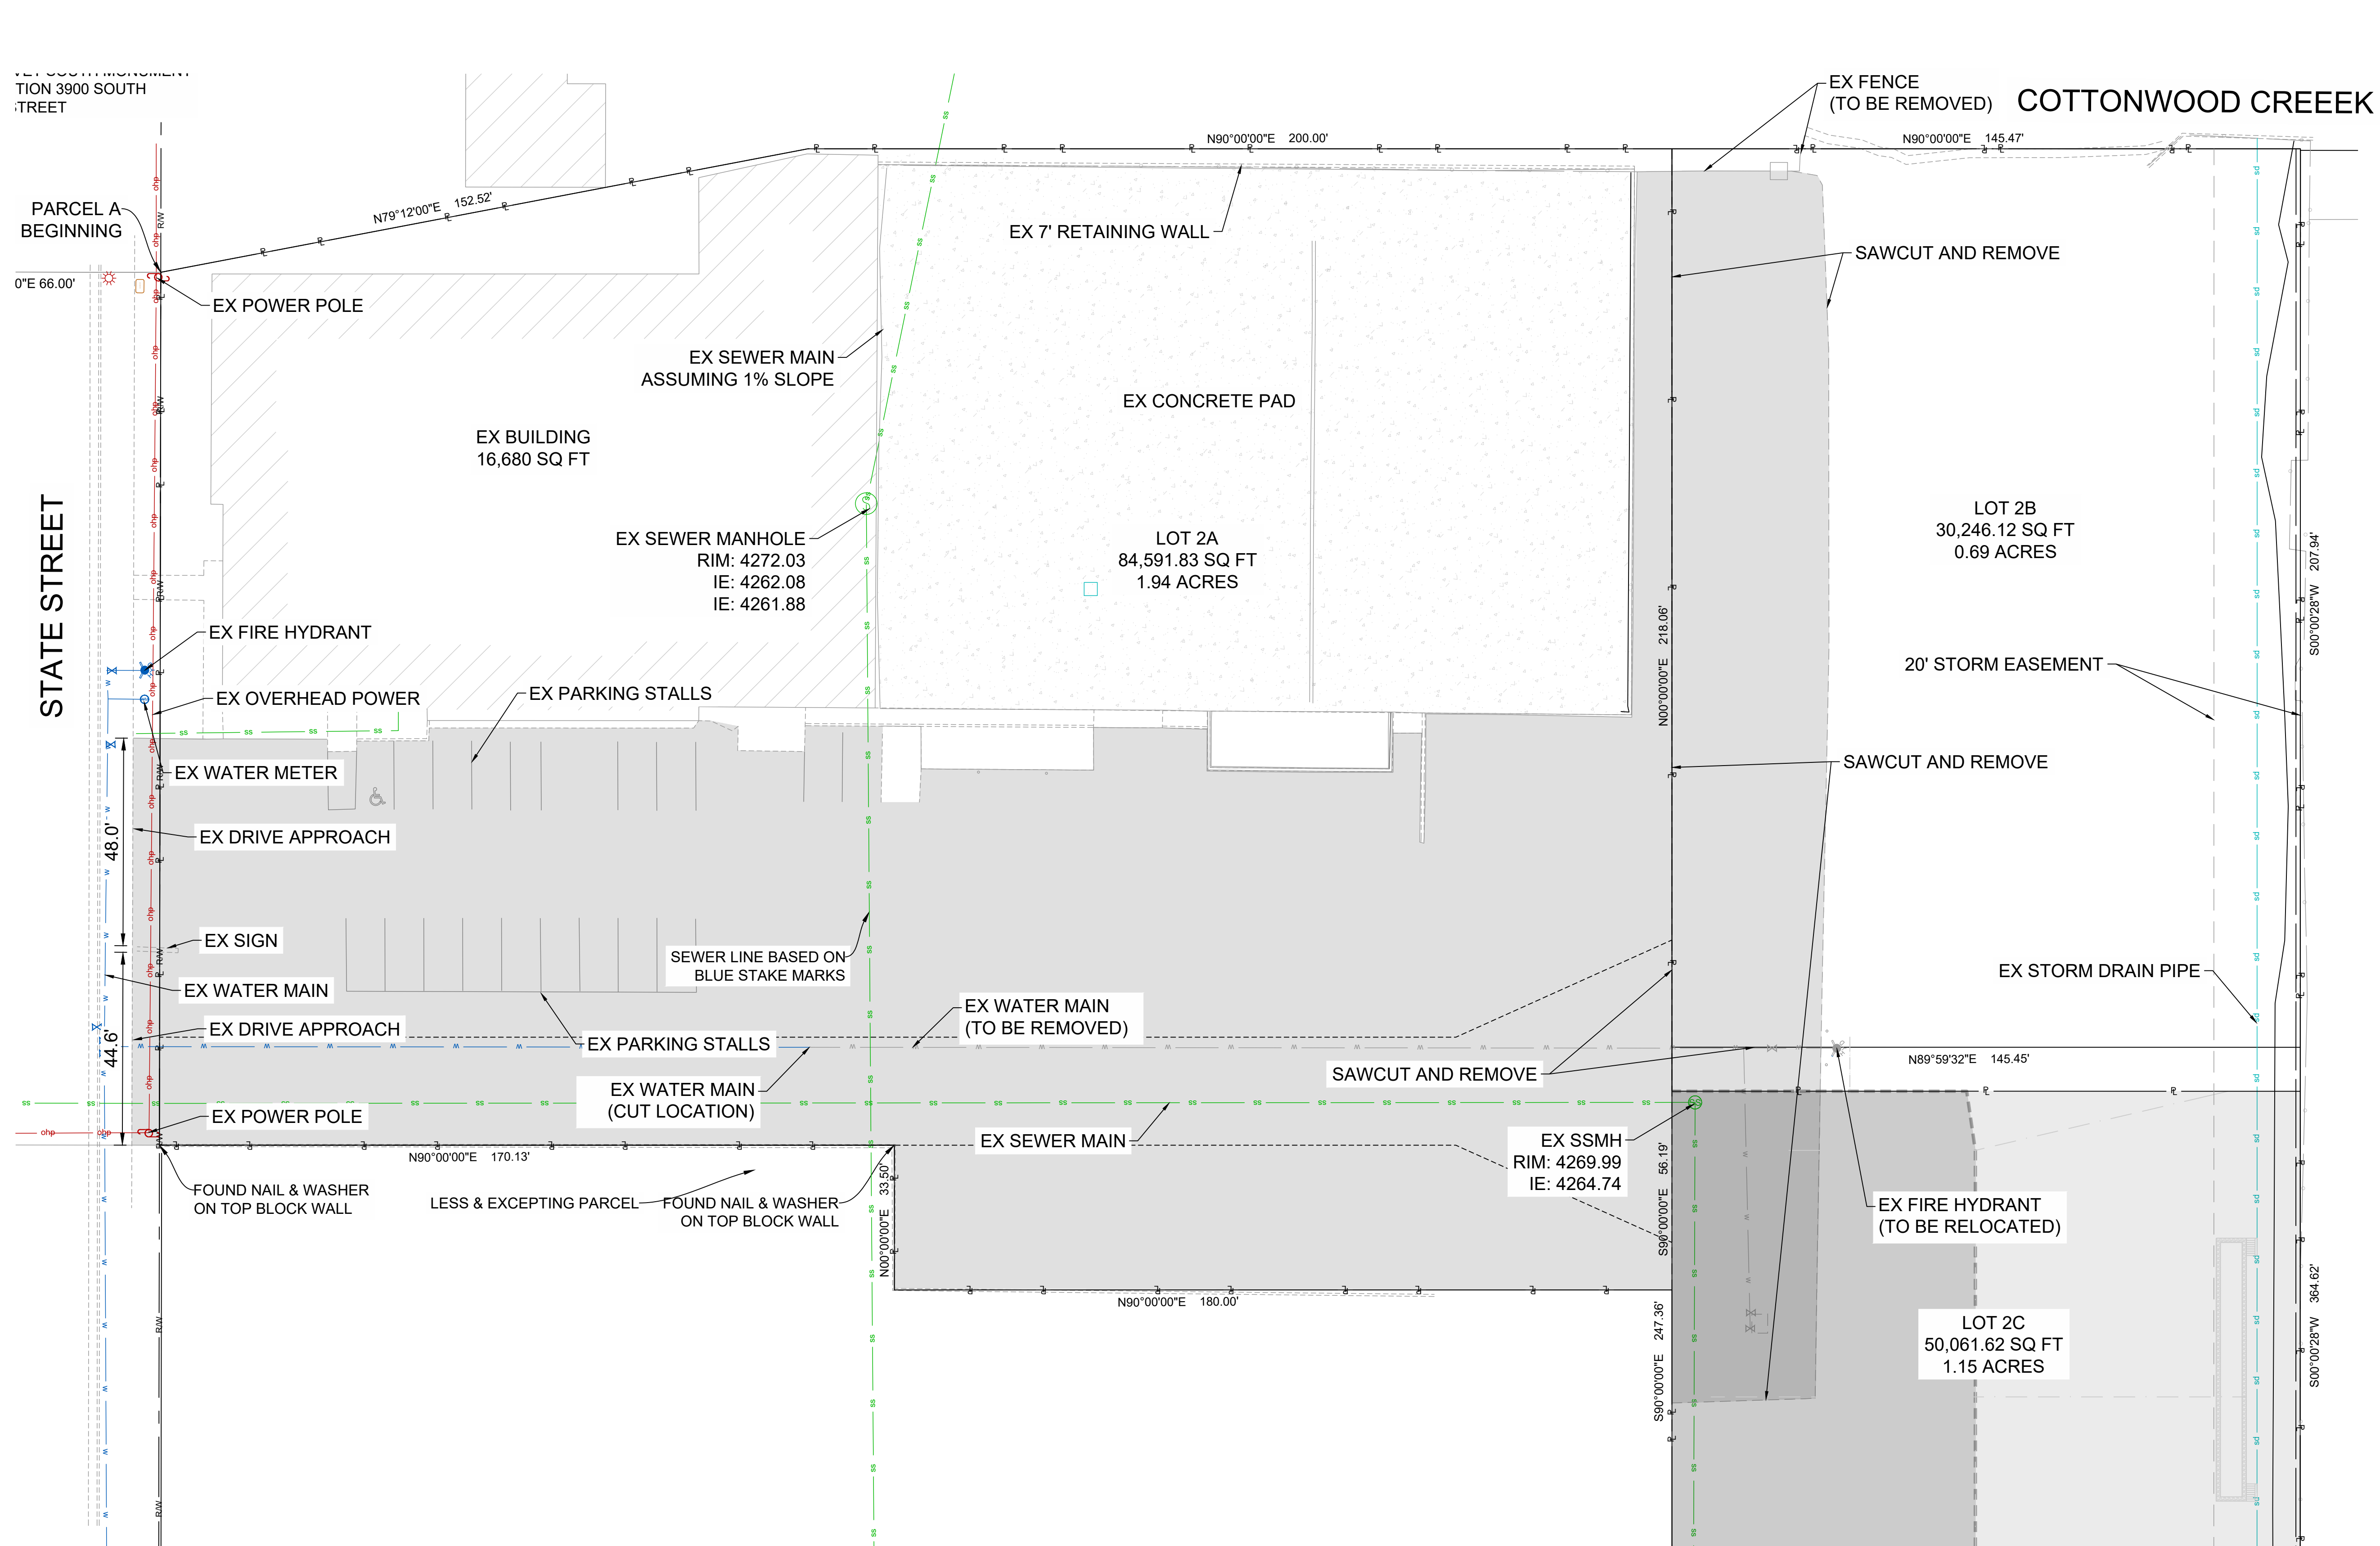 TION 3900 SOUTH
STREET
EX FENCE
(TO BE REMOVED)
COTTONWOOD CREEEK
N90°00'00"E 200.00'
N90°00'00"E 145.47'
N79°12'00"E 152.52'
PARCEL A
BEGINNING
0"E 66.00'
EX POWER POLE
EX 7' RETAINING WALL
SAWCUT AND REMOVE
EX SEWER MAIN
ASSUMING 1% SLOPE
EX CONCRETE PAD
EX BUILDING
16,680 SQ FT
STATE STREET
EX SEWER MANHOLE
RIM: 4272.03
IE: 4262.08
IE: 4261.88
LOT 2A
84,591.83 SQ FT
1.94 ACRES
LOT 2B
30,246.12 SQ FT
0.69 ACRES
N00°00'00"E 218.06'
S00°00'28"W 207.94'
EX FIRE HYDRANT
20' STORM EASEMENT
EX OVERHEAD POWER
EX PARKING STALLS
EX WATER METER
SAWCUT AND REMOVE
48.0'
EX DRIVE APPROACH
EX SIGN
SEWER LINE BASED ON
BLUE STAKE MARKS
EX STORM DRAIN PIPE
EX WATER MAIN
EX WATER MAIN
(TO BE REMOVED)
EX DRIVE APPROACH
44.6'
EX PARKING STALLS
N89°59'32"E 145.45'
SAWCUT AND REMOVE
EX WATER MAIN
(CUT LOCATION)
EX POWER POLE
EX SEWER MAIN
EX SSMH
RIM: 4269.99
IE: 4264.74
S90°00'00"E 56.19'
N90°00'00"E 170.13'
FOUND NAIL & WASHER
ON TOP BLOCK WALL
LESS & EXCEPTING PARCEL
FOUND NAIL & WASHER
ON TOP BLOCK WALL
N00°00'00"E 33.50'
EX FIRE HYDRANT
(TO BE RELOCATED)
N90°00'00"E 180.00'
S90°00'00"E 247.36'
LOT 2C
50,061.62 SQ FT
1.15 ACRES
S00°00'28"W 364.62'